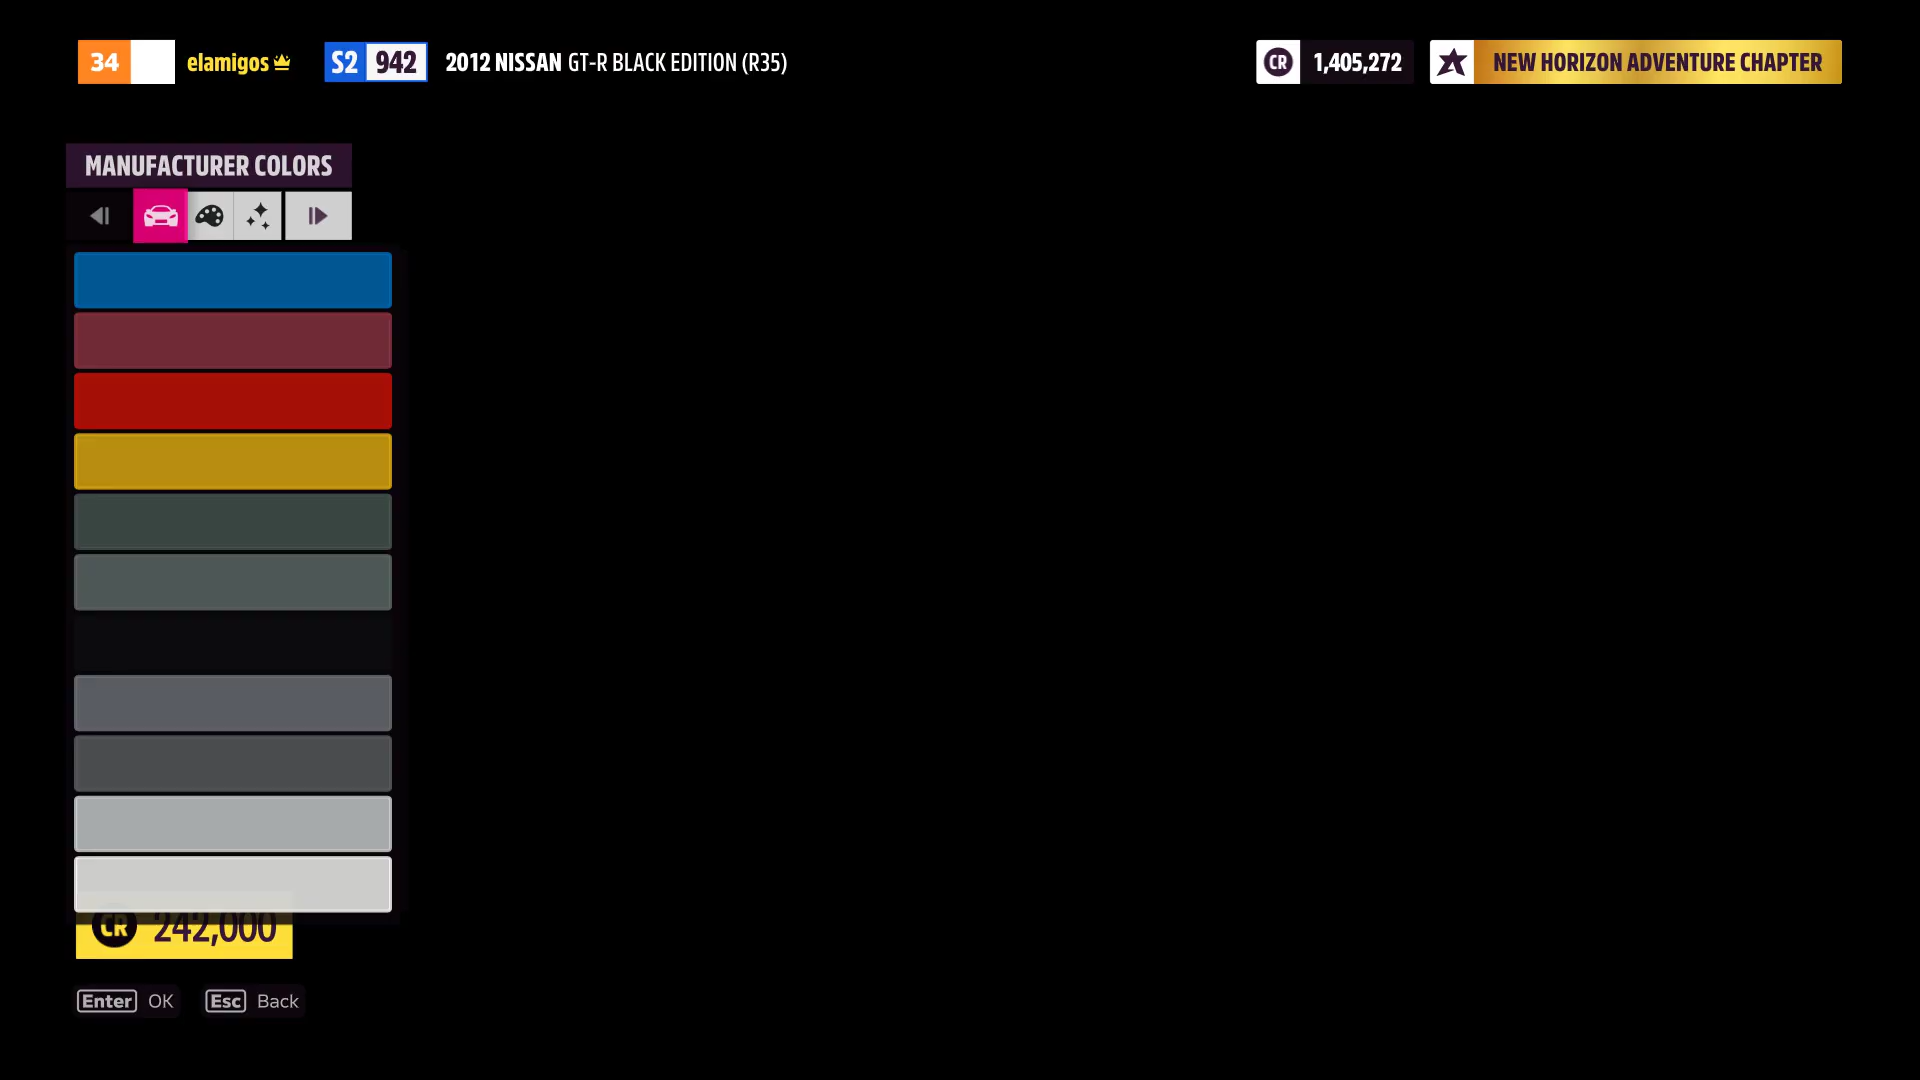 34 elamigos S2 942 2012 NISSAN GT-R BLACK EDITION (R35) CR 1,405,272 NEW HORIZON ADVENTURE CHAPTER
MANUFACTURER COLORS
CR 242,000
Enter OK Esc Back